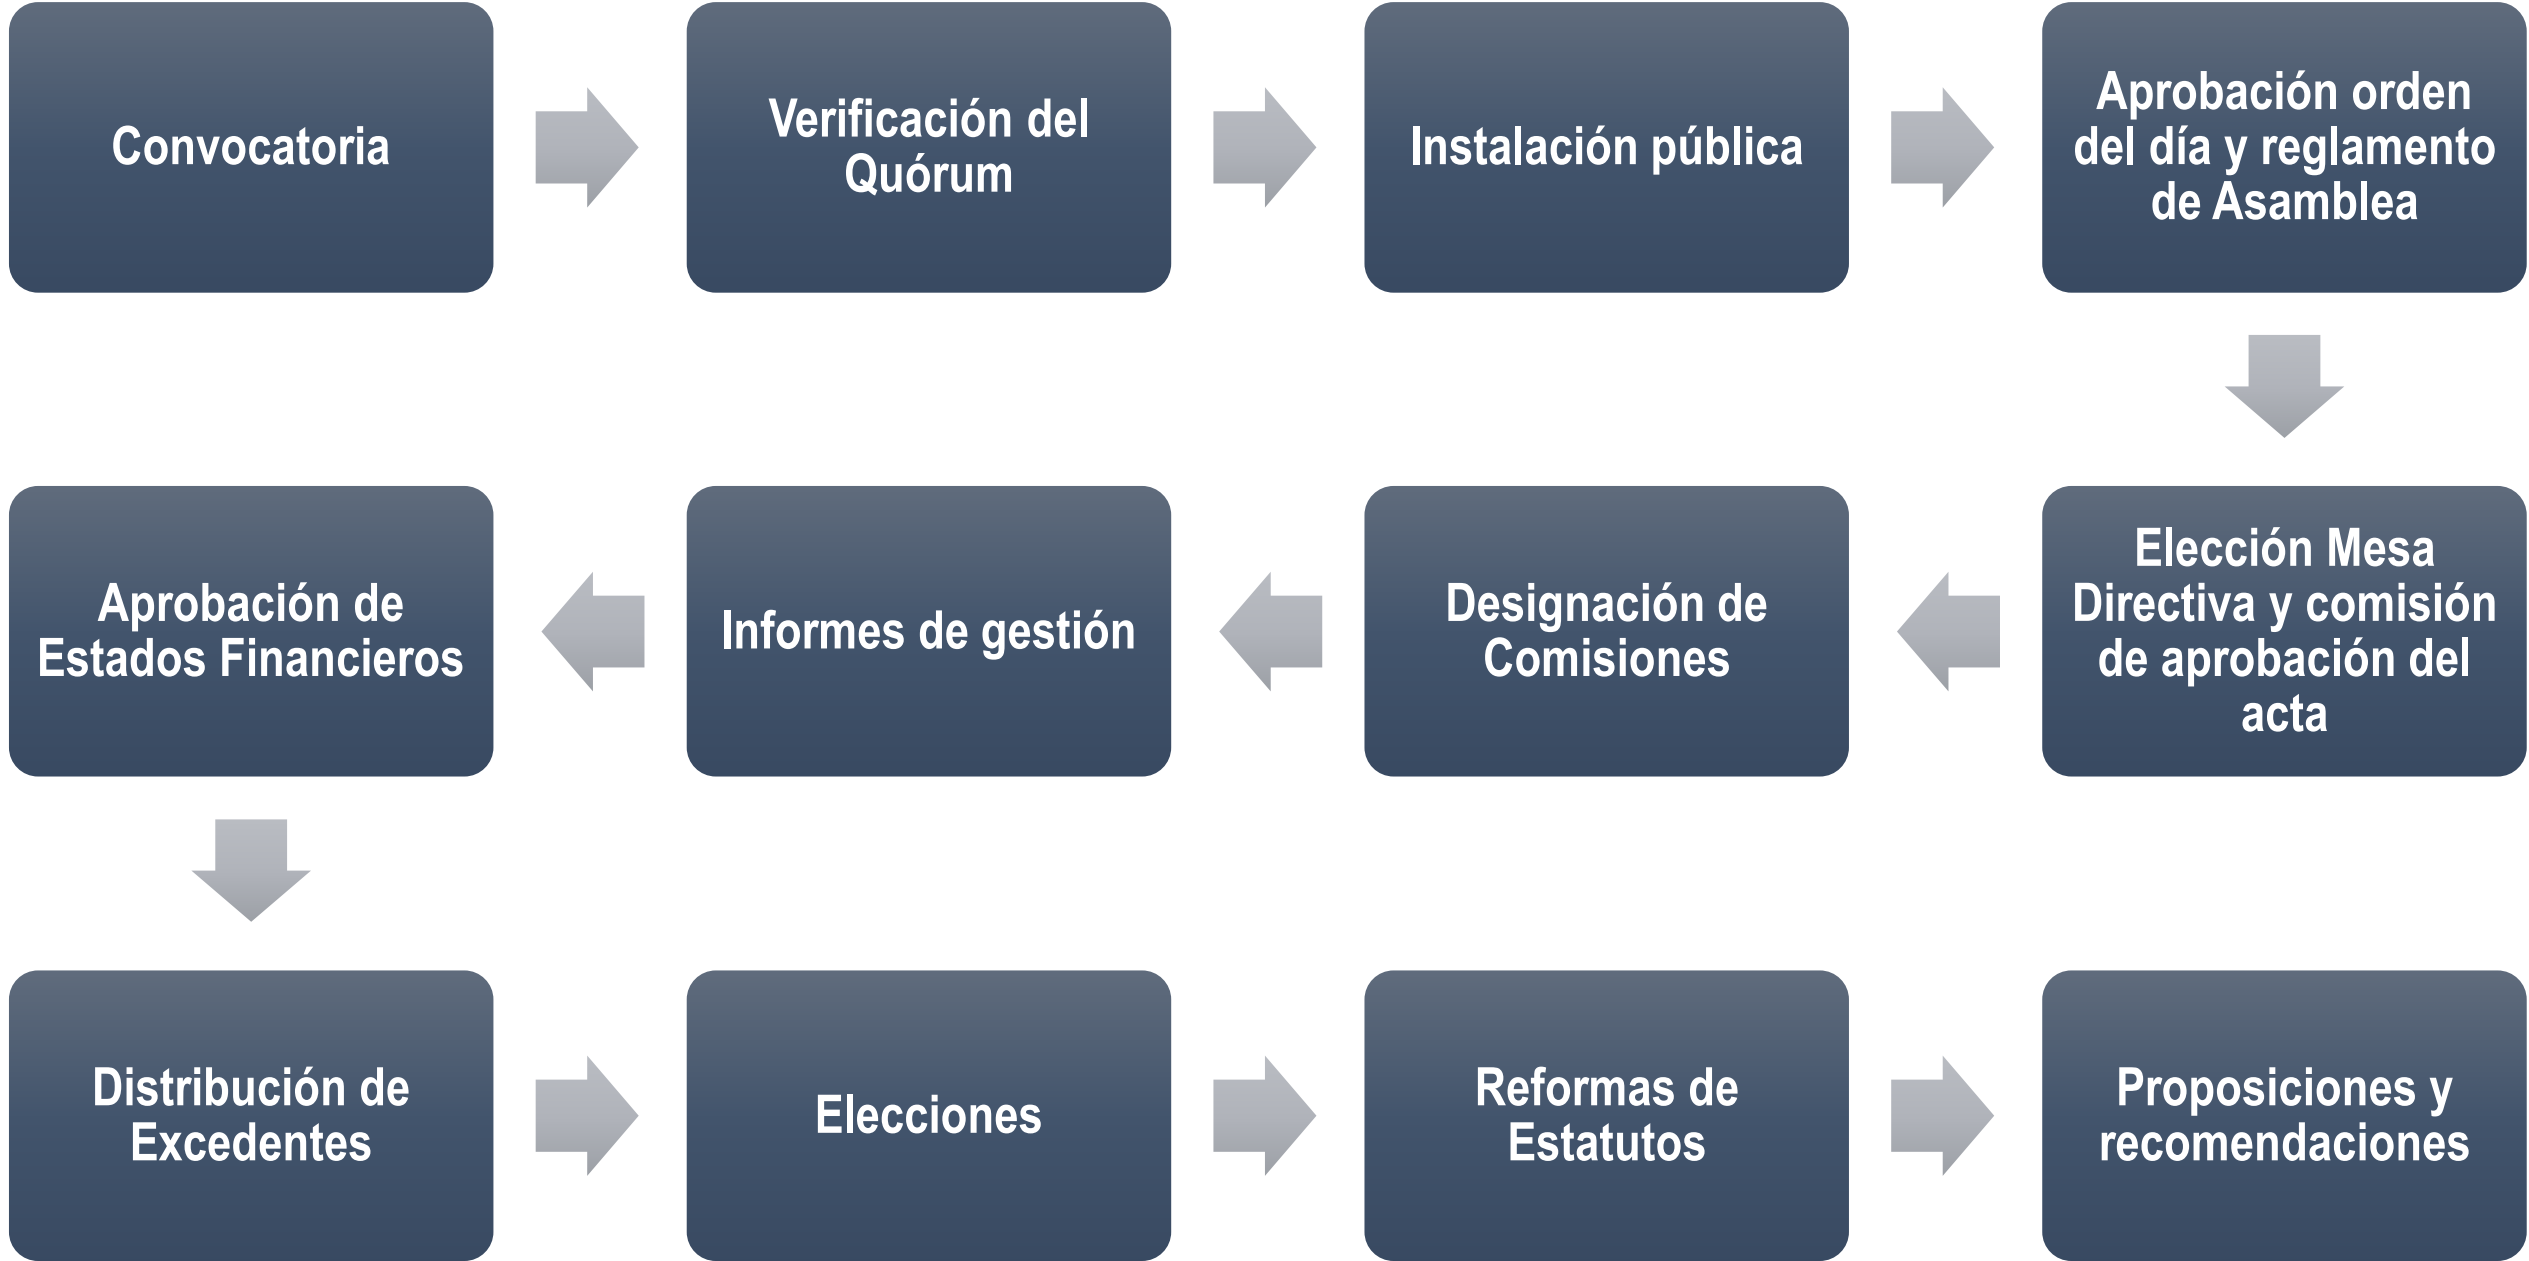 Convocatoria
Verificación del
Quórum
Instalación pública
Aprobación orden
del día y reglamento
de Asamblea
Elección Mesa
Directiva y comisión
de aprobación del
acta
Designación de
Comisiones
Informes de gestión
Aprobación de
Estados Financieros
Distribución de
Excedentes
Elecciones
Reformas de
Estatutos
Proposiciones y
recomendaciones